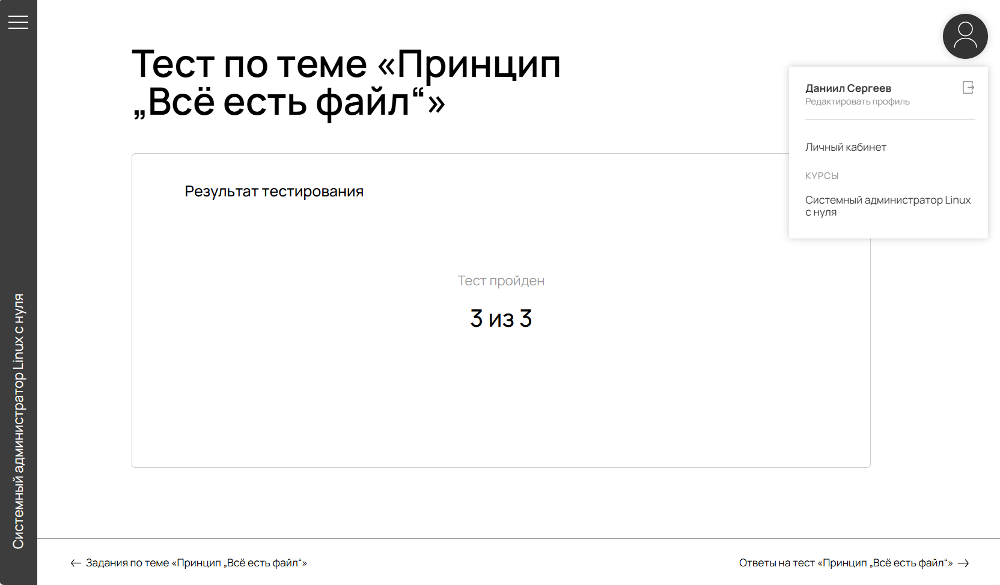 Системный администратор Linux с нуля
Тест по теме «Принцип
„Всё есть файл“»
Даниил Сергеев
Редактировать профиль
Личный кабинет
КУРСЫ
Системный администратор Linux
с нуля
Результат тестирования
Тест пройден
3 из 3
← Задания по теме «Принцип „Всё есть файл“»
Ответы на тест «Принцип „Всё есть файл“» →